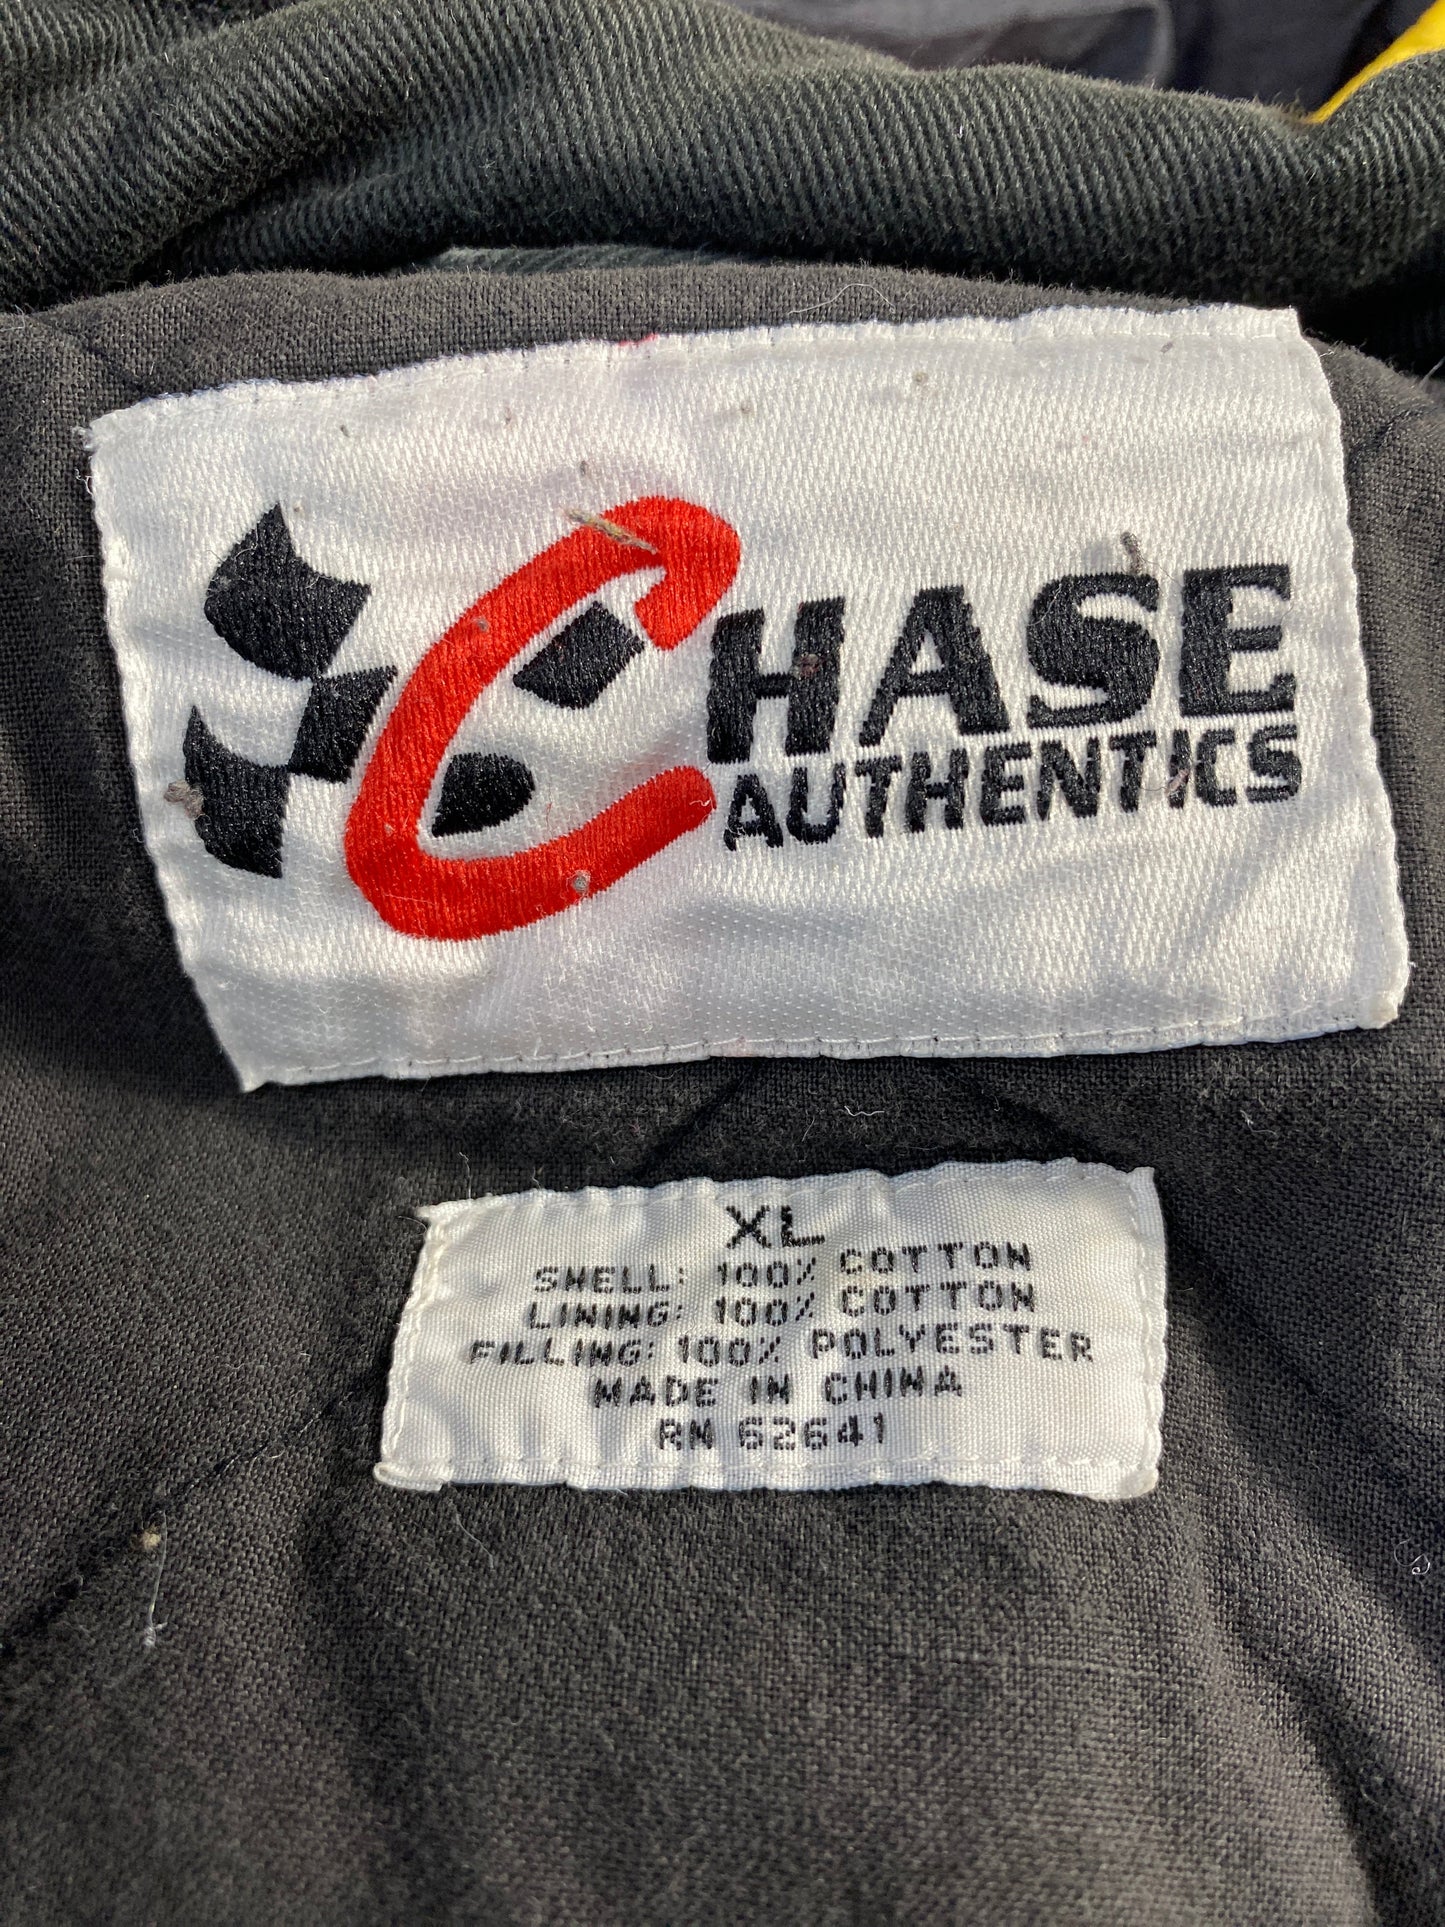 CHASE
AUTHENTICS
XL
SHELL: 100% COTTON
LINING: 100% COTTON
FILLING: 100% POLYESTER
MADE IN CHINA
RN 62641